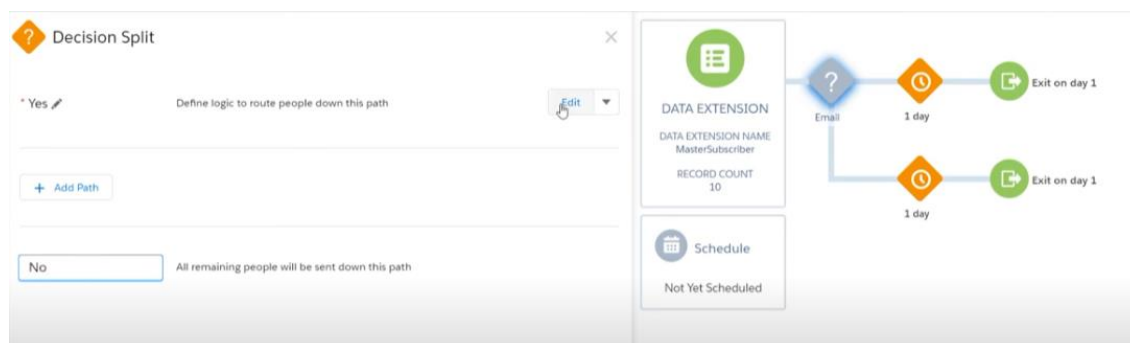 Decision Split
* Yes
Define logic to route people down this path
Edit
+ Add Path
No
All remaining people will be sent down this path
DATA EXTENSION
DATA EXTENSION NAME
MasterSubscriber
RECORD COUNT
10
Schedule
Not Yet Scheduled
?
Email
1 day
Exit on day 1
1 day
Exit on day 1